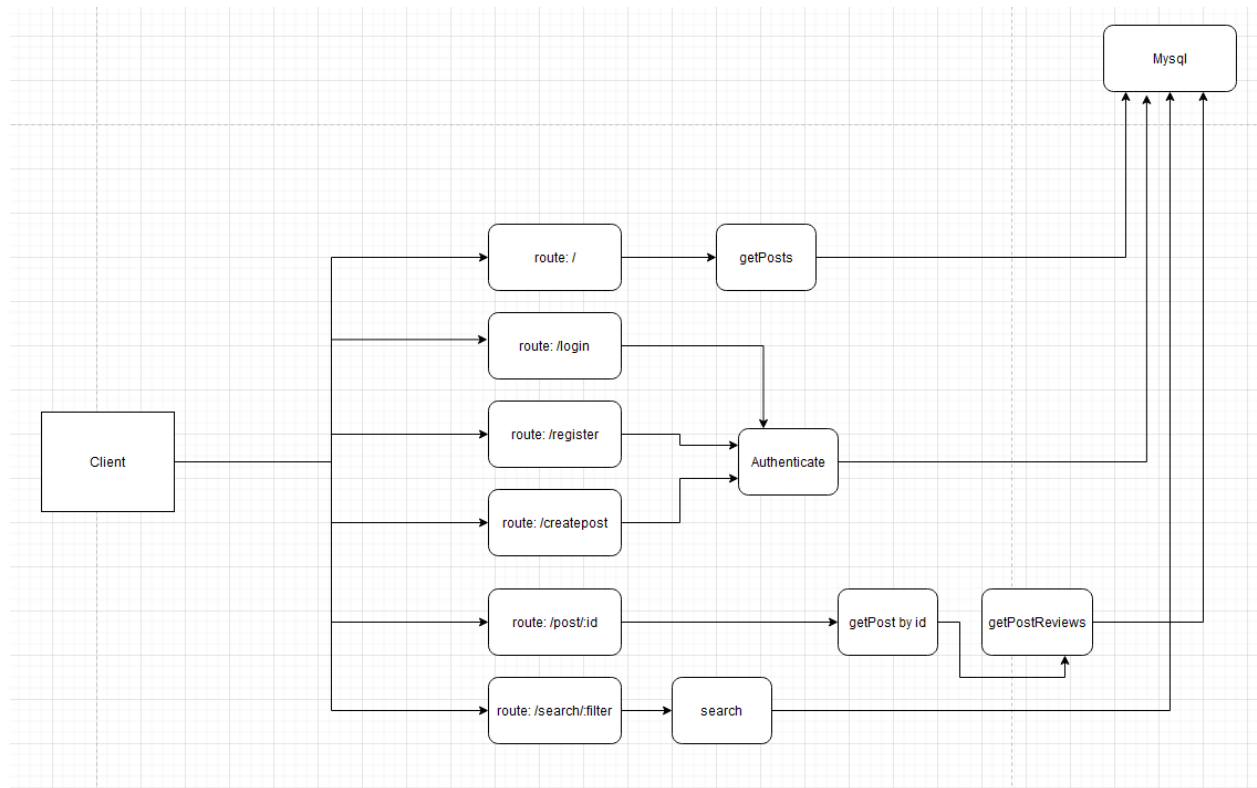 Mysql
route: /
getPosts
route: /login
route: /register
Client
Authenticate
route: /createpost
route: /post/:id
getPost by id
getPostReviews
route: /search/:filter
search